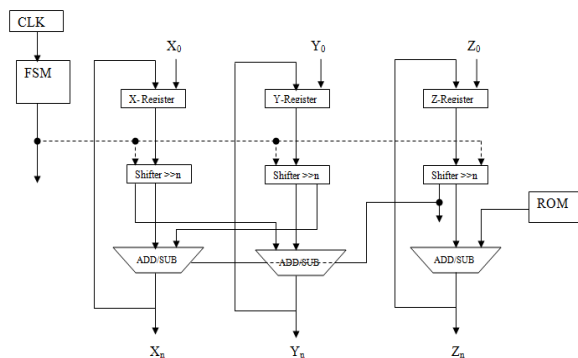 CLK
X0 Y0 Z0
FSM
X- Register Y-Register Z-Register
Shifter >>n Shifter >>n Shifter >>n
ROM
ADD/SUB ADD/SUB ADD/SUB
Xn Yn Zn